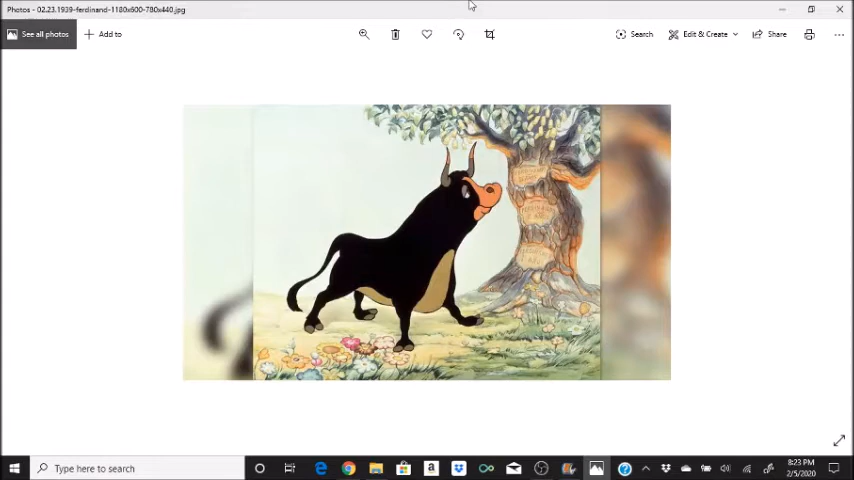 Photos - 02.23.1939-ferdinand-1180x600-780x440.jpg
See all photos
Add to
Search
Edit & Create
Share
Type here to search
8:23 PM
2/5/2020